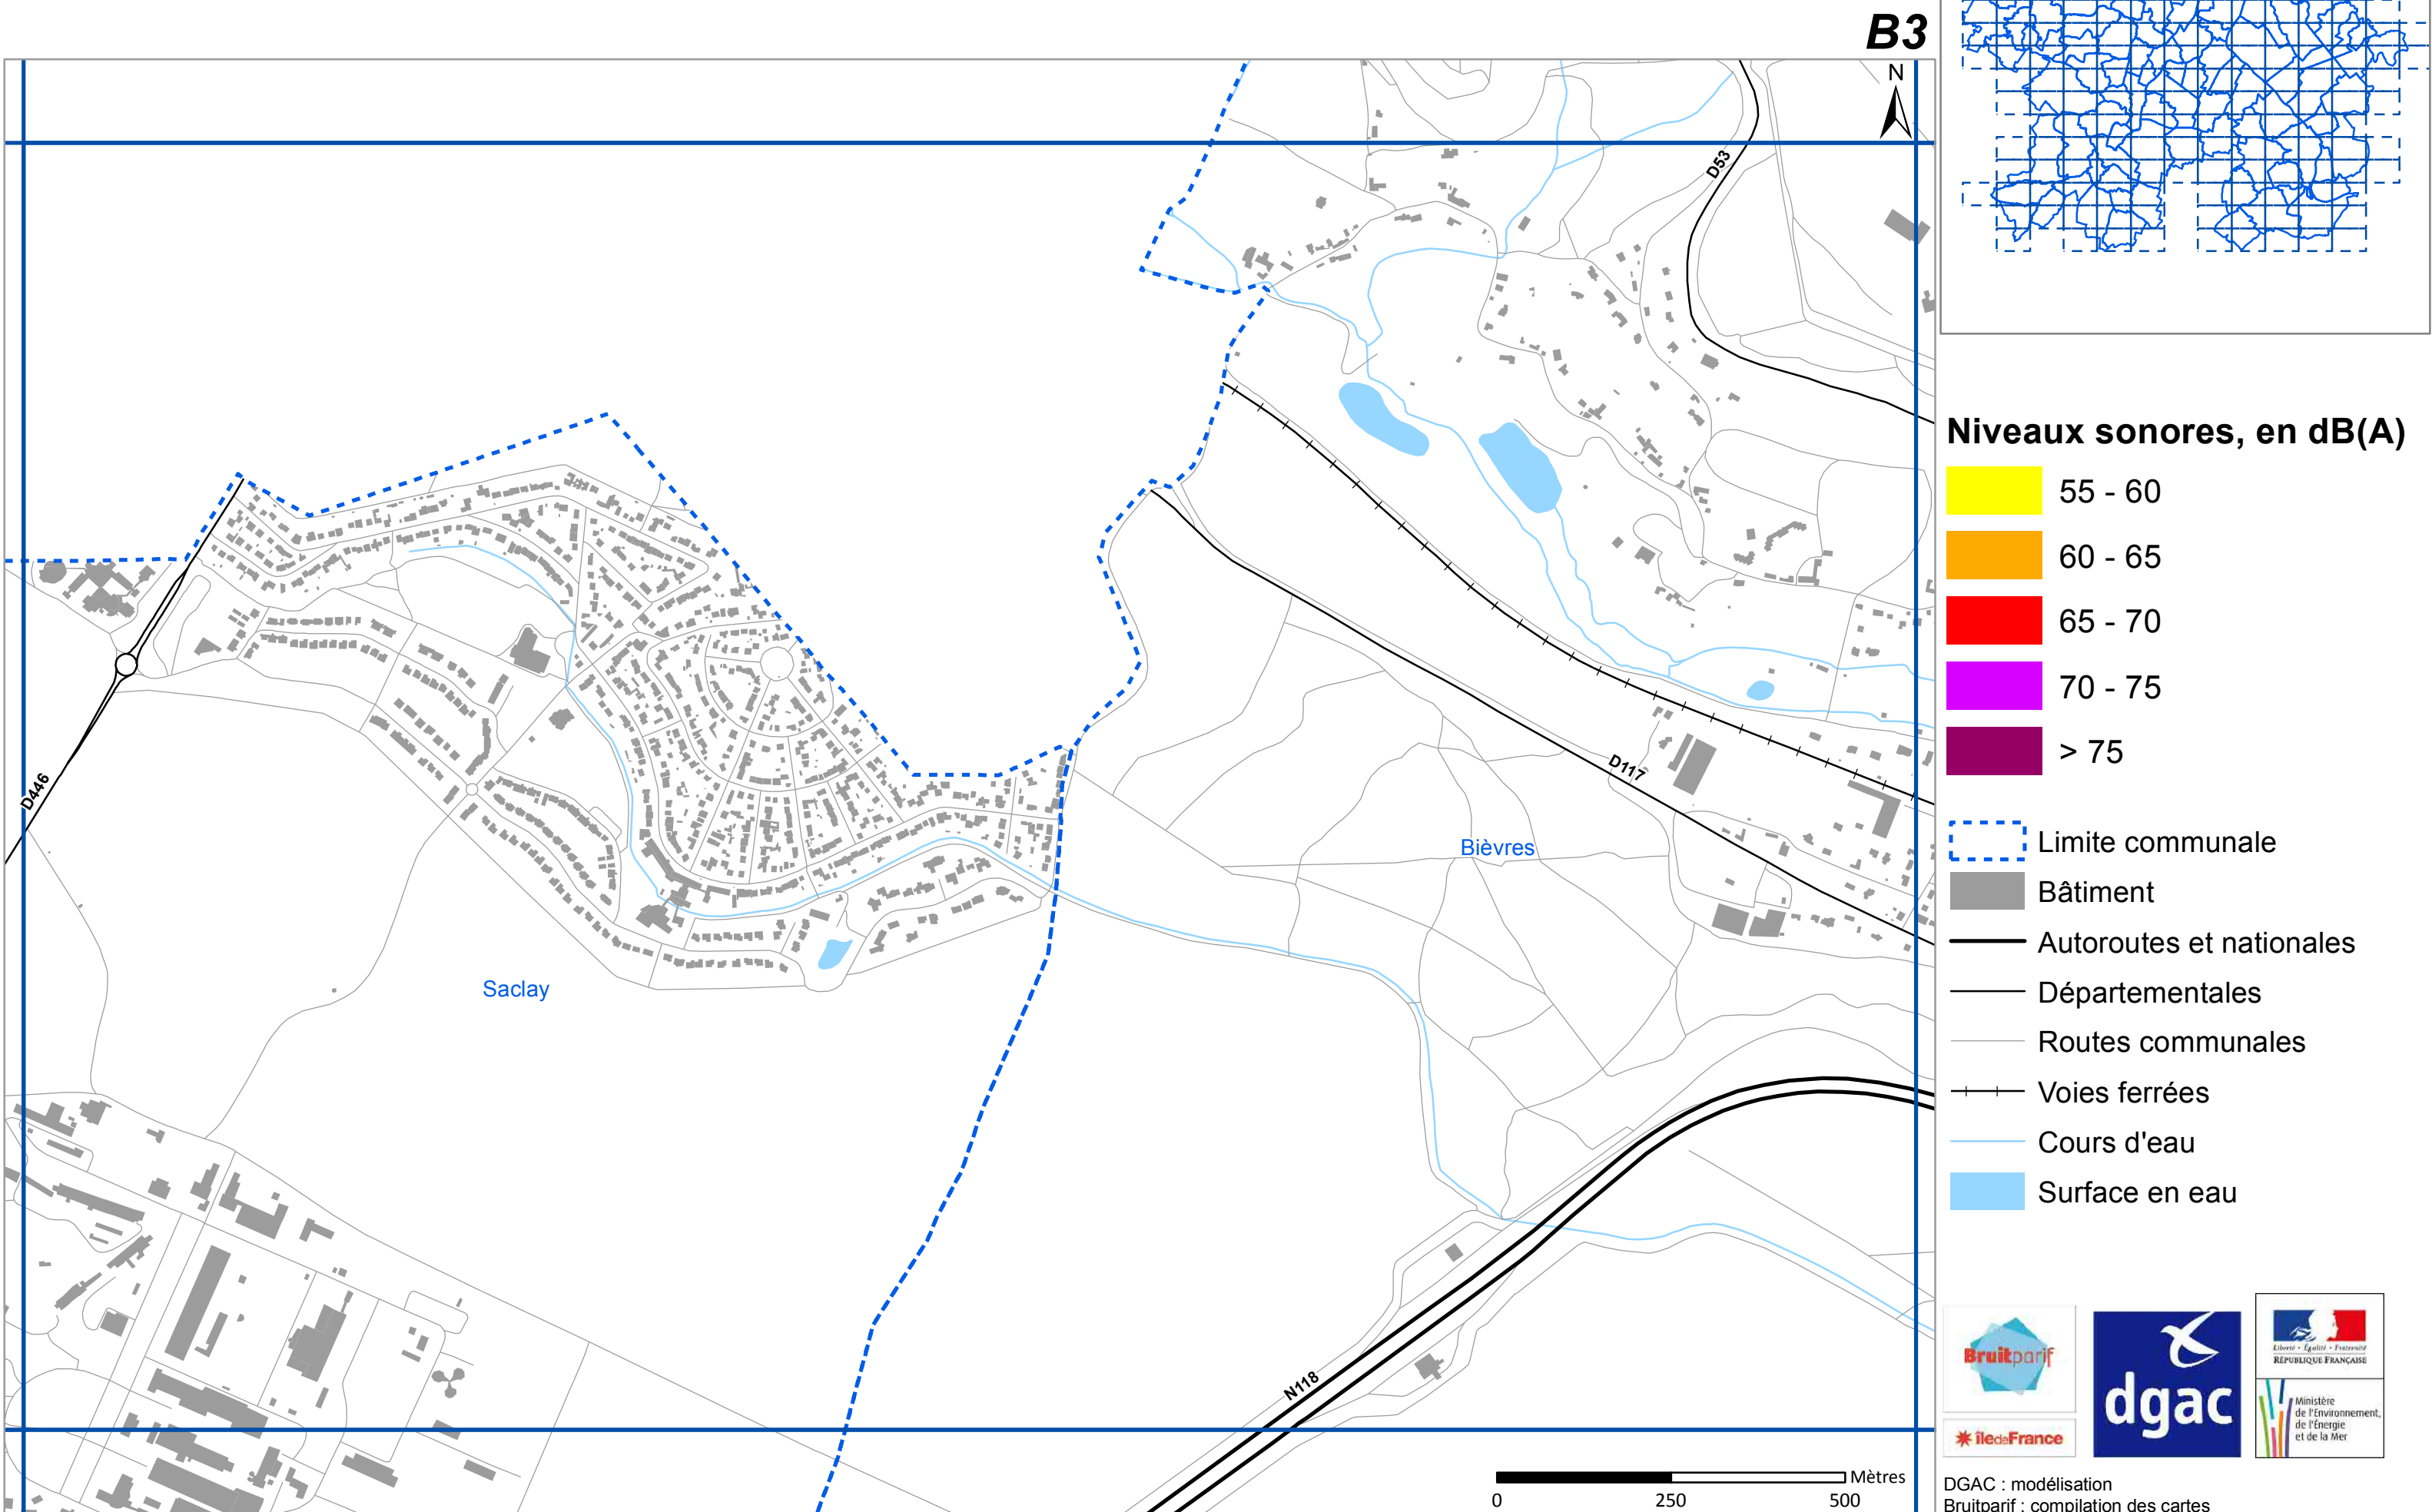 B3
N
D53
D446
D117
Bièvres
Saclay
N118
Mètres
0 250 500
Niveaux sonores, en dB(A)
55 - 60
60 - 65
65 - 70
70 - 75
> 75
Limite communale
Bâtiment
Autoroutes et nationales
Départementales
Routes communales
Voies ferrées
Cours d'eau
Surface en eau
Bruitparif
îledeFrance
dgac
Liberté • Égalité • Fraternité
RÉPUBLIQUE FRANÇAISE
Ministère
de l'Environnement,
de l'Énergie
et de la Mer
DGAC : modélisation
Bruitparif : compilation des cartes